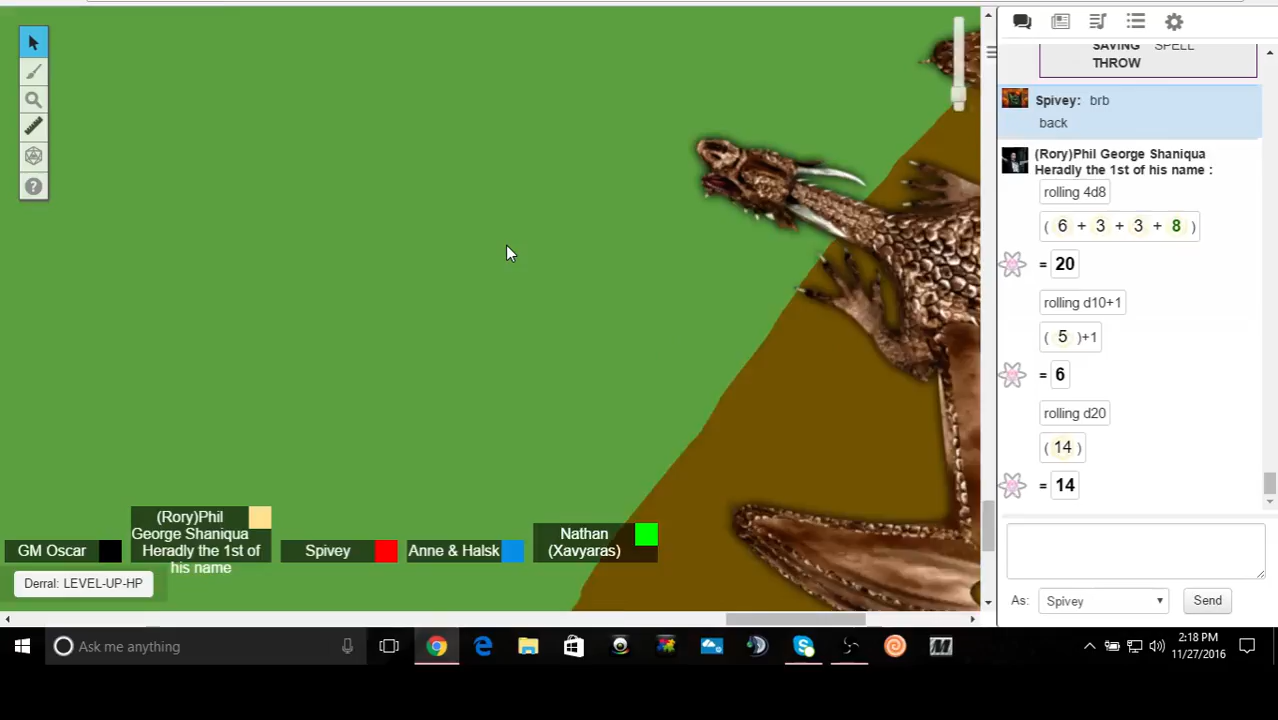 SAVING SPELL
THROW
Spivey: brb
back
(Rory)Phil George Shaniqua
Heradly the 1st of his name :
rolling 4d8
( 6 + 3 + 3 + 8 )
= 20
rolling d10+1
( 5 )+1
= 6
rolling d20
( 14 )
= 14
As: Spivey Send
GM Oscar
(Rory)Phil
George Shaniqua
Heradly the 1st of
his name
Spivey
Anne & Halsk
Nathan
(Xavyaras)
Derral: LEVEL-UP-HP
Ask me anything
2:18 PM
11/27/2016